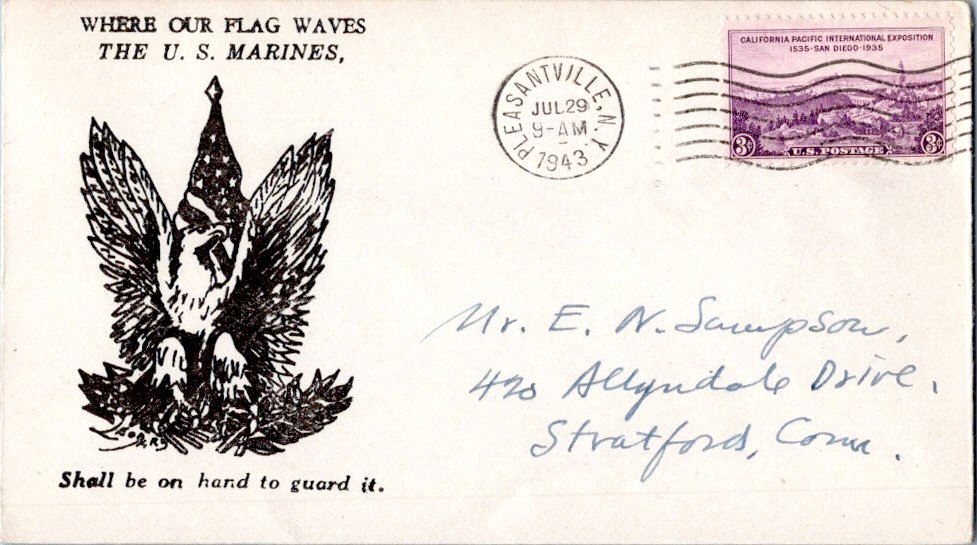 WHERE OUR FLAG WAVES
THE U. S. MARINES,
Shall be on hand to guard it.
PLEASANTVILLE, N. Y.
JUL 29
9-AM
1943
CALIFORNIA PACIFIC INTERNATIONAL EXPOSITION
1535-SAN DIEGO-1935
3¢ U.S. POSTAGE 3¢
Mr. E. N. Sampson,
420 Allyndale Drive,
Stratford, Conn.